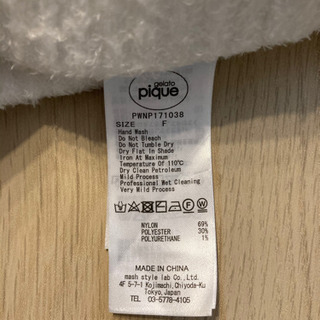 gelato
pique
PWNP171038
SIZE F
Hand Wash
Do Not Bleach
Do Not Tumble Dry
Dry Flat In Shade
Iron At Maximum
Temperature Of 110℃
Dry Clean Petroleum
Mild Process
Professional Wet Cleaning
Very Mild Process
F W
NYLON 69%
POLYESTER 30%
POLYURETHANE 1%
MADE IN CHINA
mash style lab Co., Ltd.
4F 5-7-1 Kojimachi, Chiyoda-Ku
Tokyo, Japan
TEL 03-5778-4105